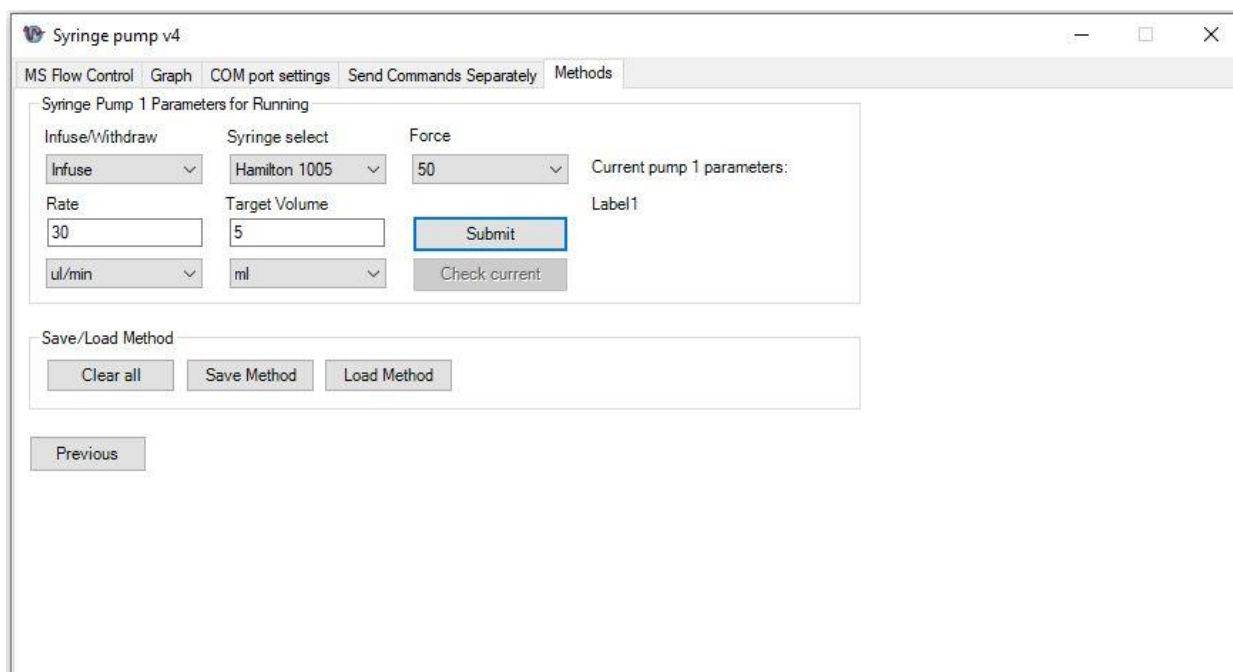 Syringe pump v4
MS Flow Control Graph COM port settings Send Commands Separately Methods
Syringe Pump 1 Parameters for Running
Infuse/Withdraw Syringe select Force
Infuse Hamilton 1005 50 Current pump 1 parameters:
Rate Target Volume Label1
30 5 Submit
ul/min ml Check current
Save/Load Method
Clear all Save Method Load Method
Previous